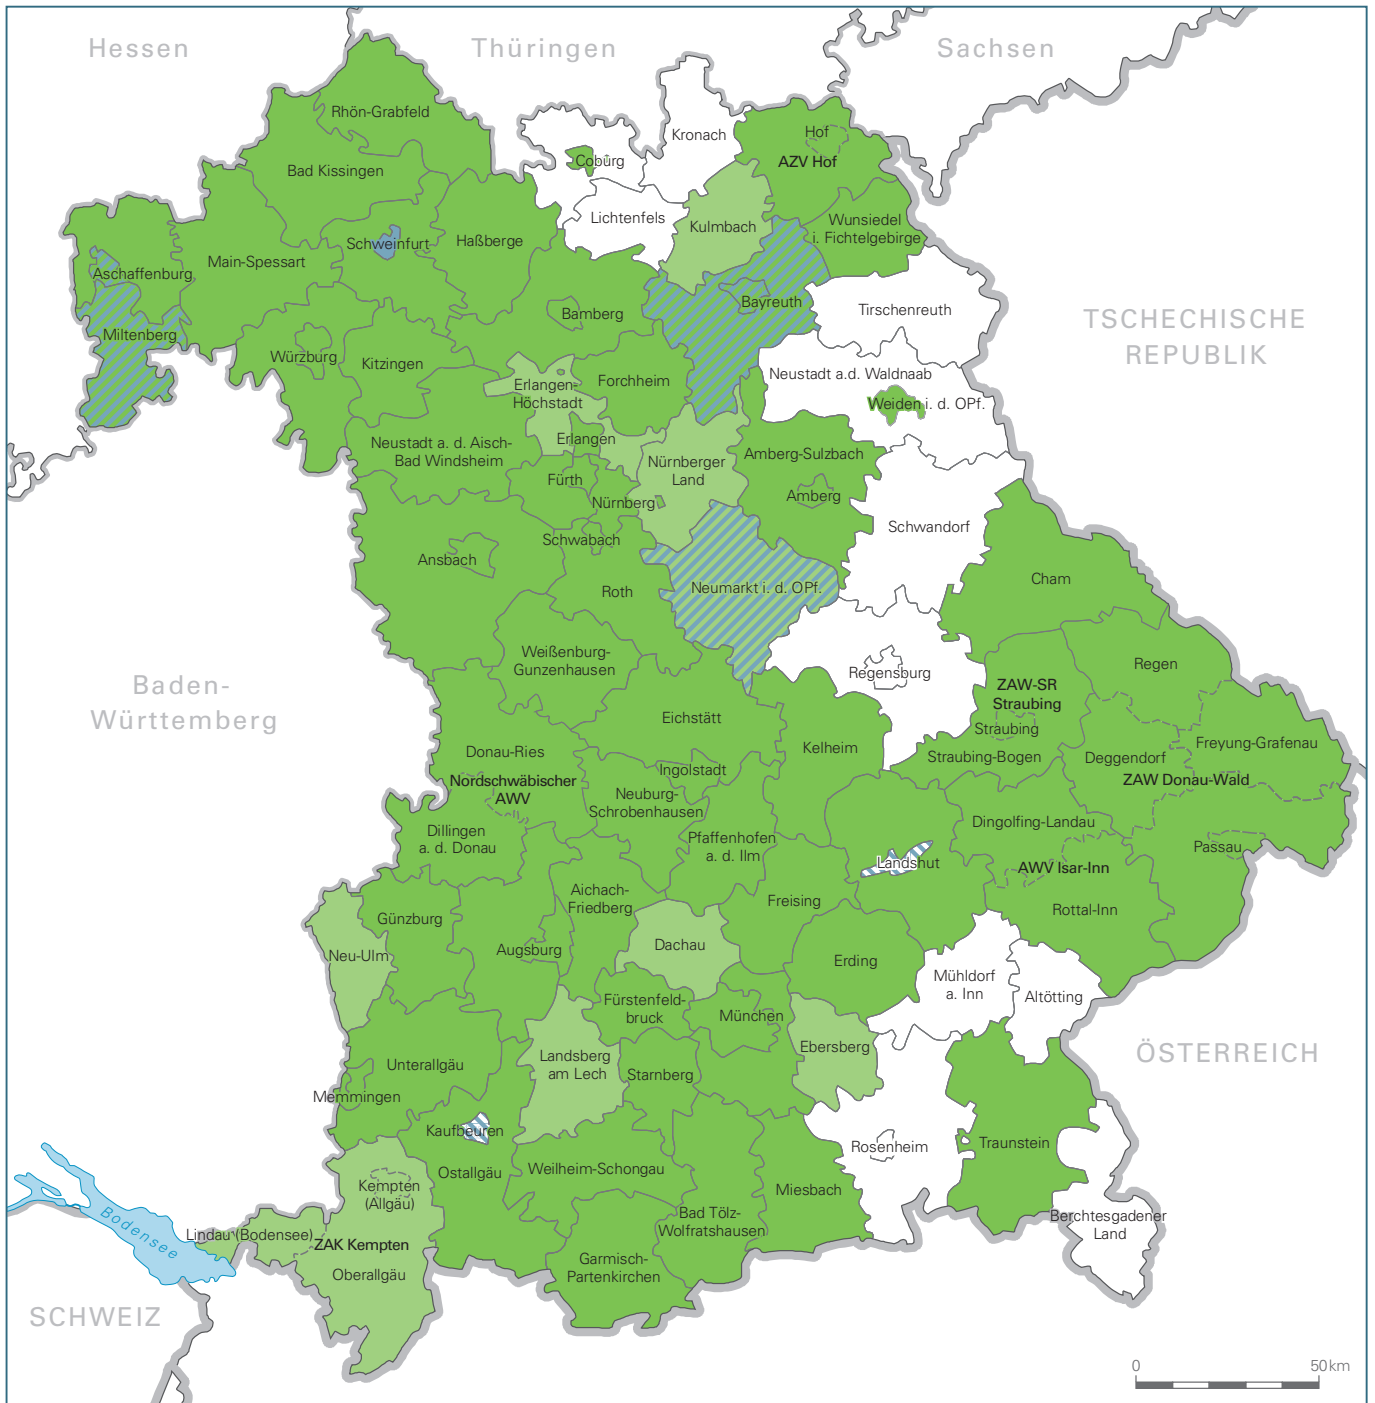 Hessen
Thüringen
Sachsen
Rhön-Grabfeld
Kronach
Hof
AZV Hof
Coburg
Bad Kissingen
Lichtenfels
Kulmbach
Wunsiedel
i. Fichtelgebirge
Schweinfurt
Haßberge
Main-Spessart
Aschaffenburg
Bayreuth
Tirschenreuth
Bamberg
TSCHECHISCHE
REPUBLIK
Miltenberg
Würzburg
Kitzingen
Erlangen-
Höchstadt
Forchheim
Neustadt a.d. Waldnaab
Weiden i. d. OPf.
Neustadt a. d. Aisch-
Bad Windsheim
Erlangen
Nürnberger
Land
Amberg-Sulzbach
Fürth
Nürnberg
Amberg
Schwandorf
Schwabach
Ansbach
Roth
Neumarkt i. d. OPf.
Cham
Weißenburg-
Gunzenhausen
Regensburg
Regen
ZAW-SR
Straubing
Straubing
Baden-
Württemberg
Eichstätt
Donau-Ries
Kelheim
Straubing-Bogen
Deggendorf
Freyung-Grafenau
ZAW Donau-Wald
Ingolstadt
Nordschwäbischer
AWV
Neuburg-
Schrobenhausen
Dingolfing-Landau
Dillingen
a. d. Donau
Pfaffenhofen
a. d. Ilm
Passau
Landshut
AWV Isar-Inn
Aichach-
Friedberg
Freising
Rottal-Inn
Günzburg
Neu-Ulm
Augsburg
Dachau
Erding
Mühldorf
a. Inn
Altötting
Fürstenfeld-
bruck
München
Ebersberg
ÖSTERREICH
Unterallgäu
Landsberg
am Lech
Starnberg
Memmingen
Kaufbeuren
Rosenheim
Traunstein
Ostallgäu
Weilheim-Schongau
Kempten
(Allgäu)
Miesbach
Bad Tölz-
Wolfratshausen
Berchtesgadener
Land
Bodensee
Lindau (Bodensee)
ZAK Kempten
Oberallgäu
Garmisch-
Partenkirchen
SCHWEIZ
0
50 km